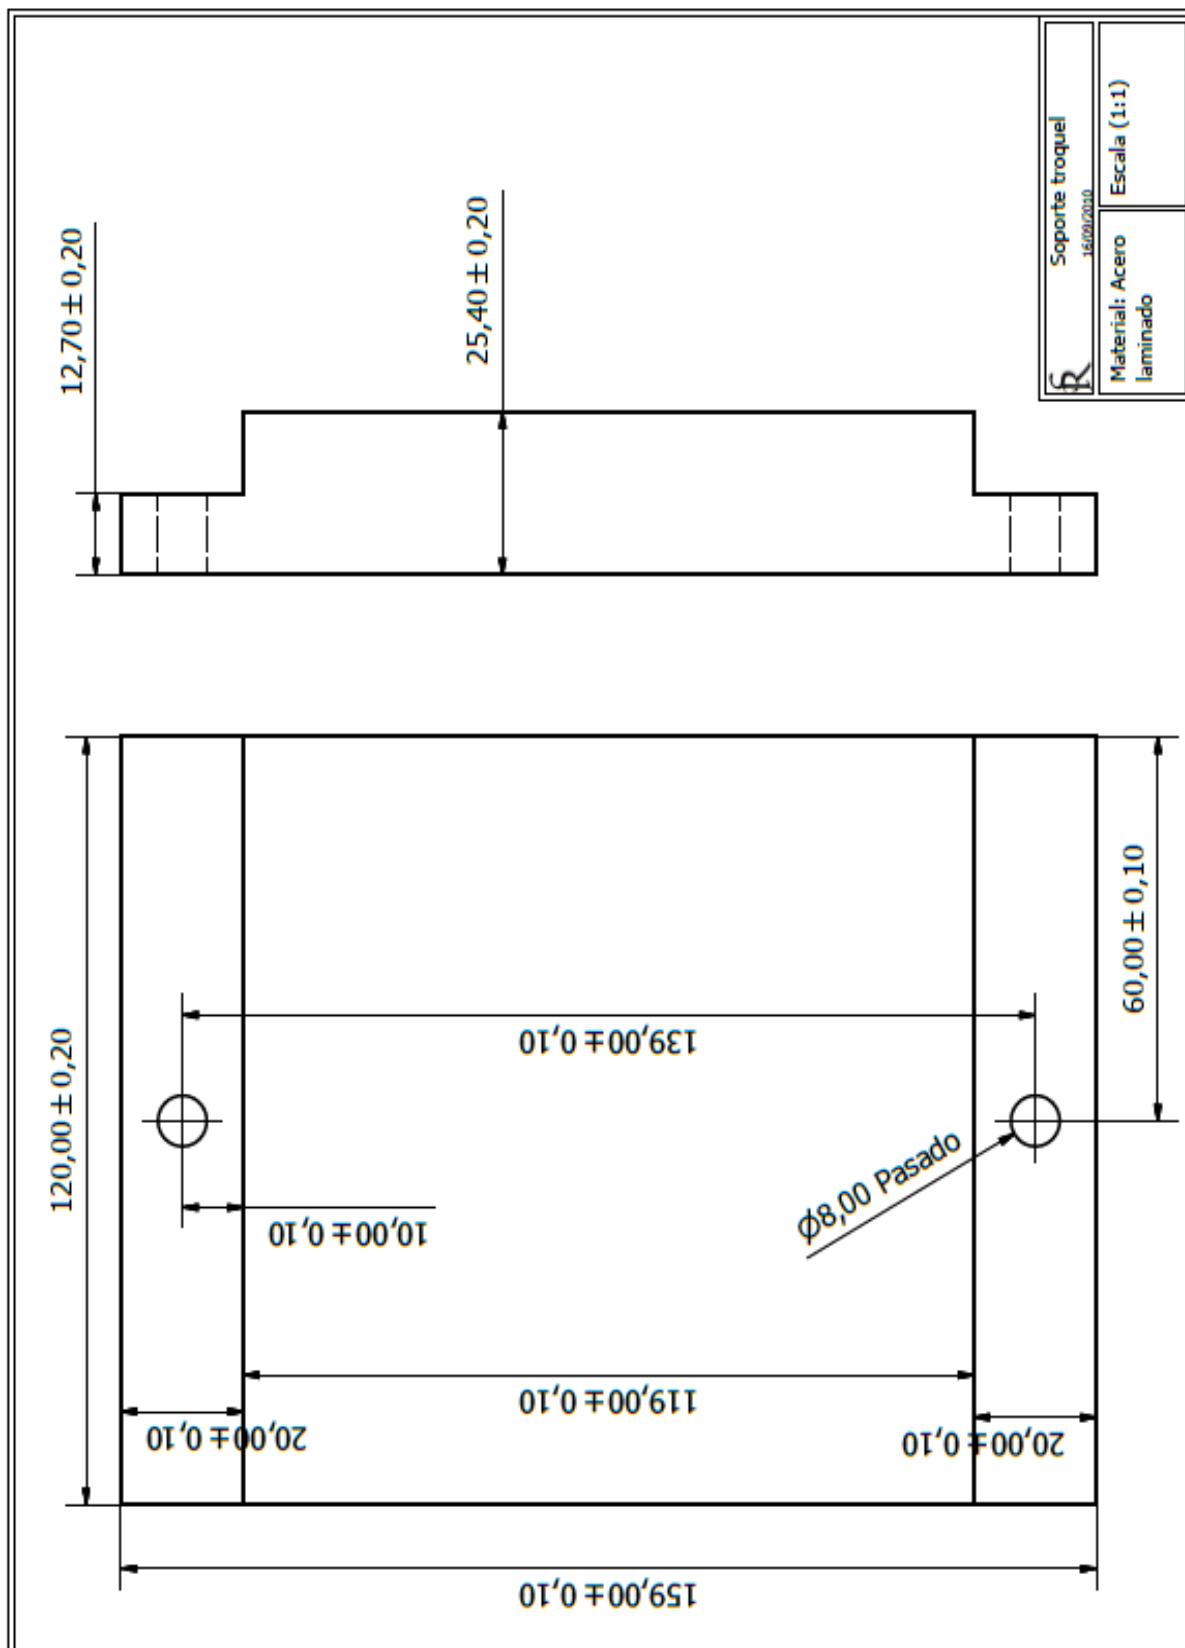 12,70 ± 0,20
25,40 ± 0,20
120,00 ± 0,20
139,00 ± 0,10
60,00 ± 0,10
10,00 ± 0,10
Ø8,00 Pasado
119,00 ± 0,10
20,00 ± 0,10
20,00 ± 0,10
159,00 ± 0,10
Soporte troquel
16/09/2010
Material: Acero
laminado
Escala (1:1)